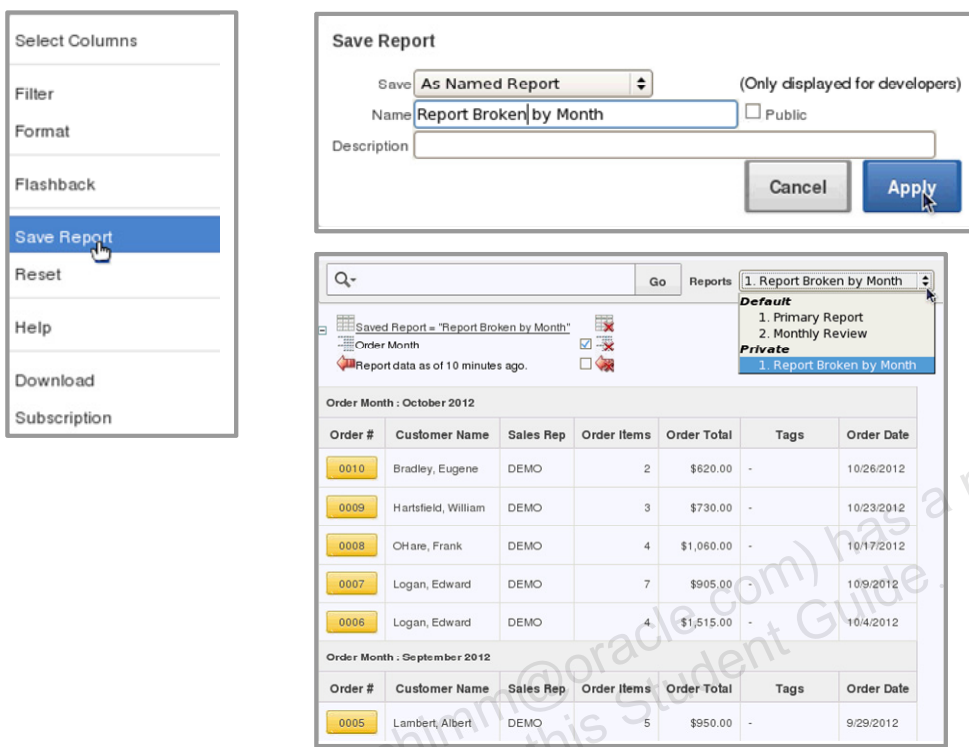 Select Columns
Filter
Format
Flashback
Save Report
Reset
Help
Download
Subscription
Save Report
Save As Named Report (Only displayed for developers)
Name Report Broken by Month Public
Description
Cancel Apply
Go Reports 1. Report Broken by Month
Default
1. Primary Report
2. Monthly Review
Private
1. Report Broken by Month
Saved Report = "Report Broken by Month"
Order Month
Report data as of 10 minutes ago.
Order Month : October 2012
Order # Customer Name Sales Rep Order Items Order Total Tags Order Date
0010 Bradley, Eugene DEMO 2 $620.00 - 10/26/2012
0009 Hartsfield, William DEMO 3 $730.00 - 10/23/2012
0008 OHare, Frank DEMO 4 $1,060.00 - 10/17/2012
0007 Logan, Edward DEMO 7 $905.00 - 10/9/2012
0006 Logan, Edward DEMO 4 $1,515.00 - 10/4/2012
Order Month : September 2012
Order # Customer Name Sales Rep Order Items Order Total Tags Order Date
0005 Lambert, Albert DEMO 5 $950.00 - 9/29/2012
oracle.com) has a
this Student Guide.